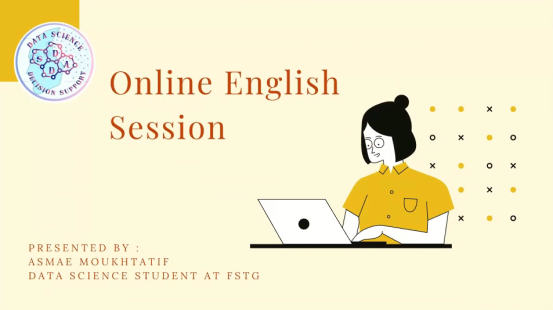 DATA SCIENCE
S D D A
DECISION SUPPORT
Online English
Session
PRESENTED BY :
ASMAE MOUKHTATIF
DATA SCIENCE STUDENT AT FSTG